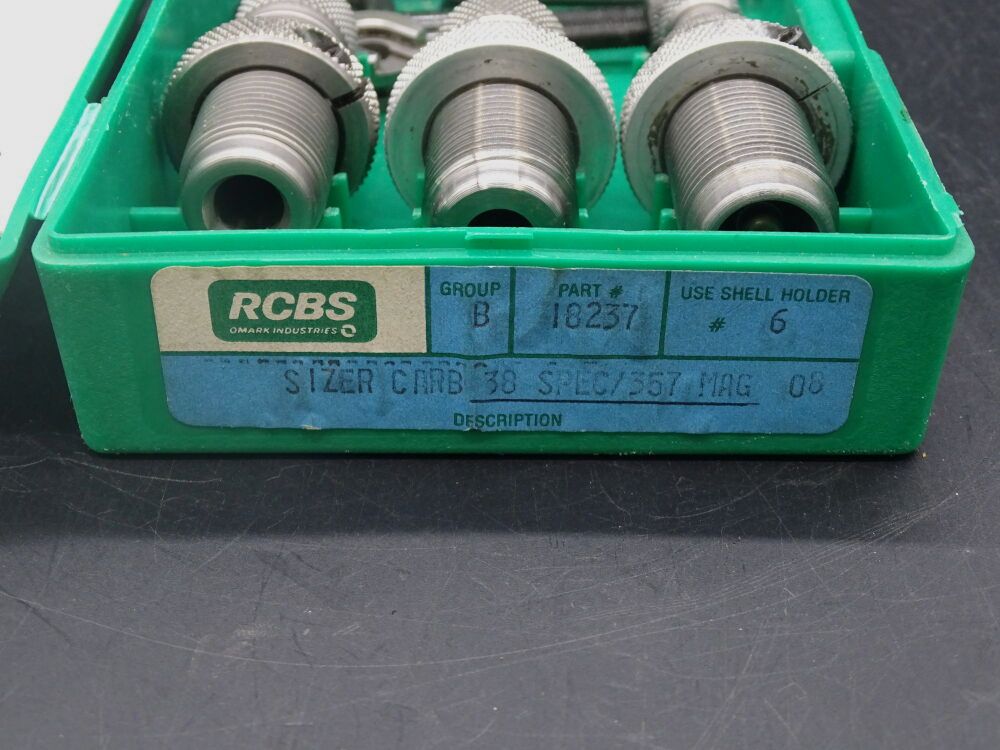 RCBS
OMARK INDUSTRIES
GROUP
B
PART #
18237
USE SHELL HOLDER
# 6
SIZER CARB 38 SPEC/357 MAG 08
DESCRIPTION